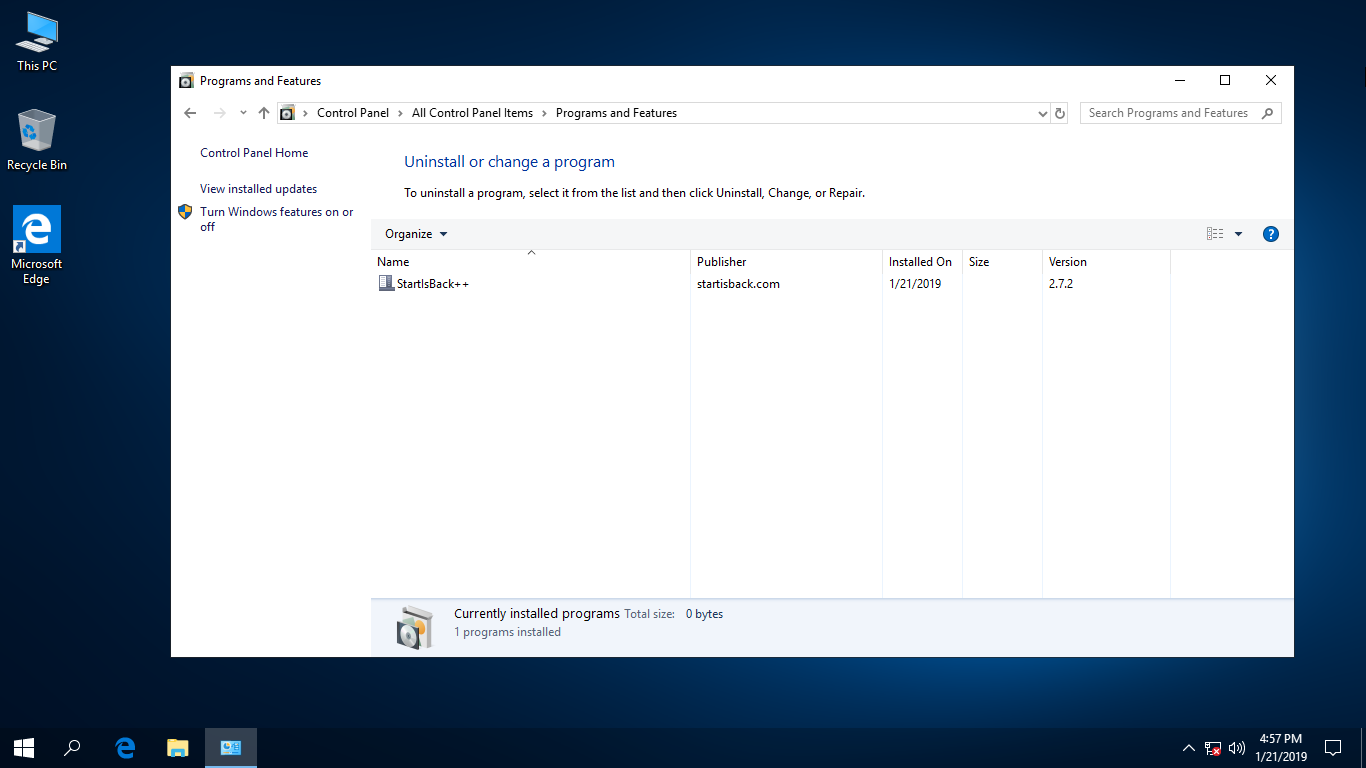 This PC
Recycle Bin
Microsoft
Edge
Programs and Features
Control Panel
All Control Panel Items
Programs and Features
Search Programs and Features
Control Panel Home
View installed updates
Turn Windows features on or
off
Uninstall or change a program
To uninstall a program, select it from the list and then click Uninstall, Change, or Repair.
Organize
Name Publisher Installed On Size Version
StartIsBack++ startisback.com 1/21/2019 2.7.2
Currently installed programs Total size: 0 bytes
1 programs installed
4:57 PM
1/21/2019